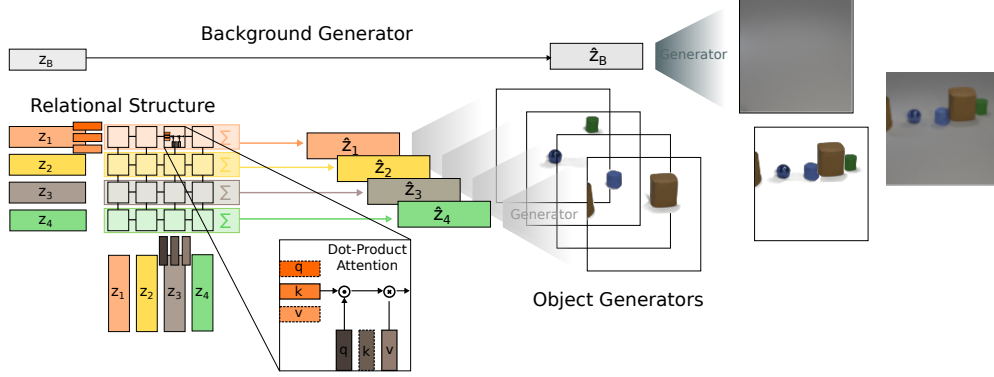 Background Generator
z_B
ẑ_B
Generator
Relational Structure
z_1
Σ
ẑ_1
z_2
Σ
ẑ_2
z_3
Σ
ẑ_3
z_4
Σ
ẑ_4
Generator
z_1
z_2
z_3
z_4
Dot-Product
Attention
q
k
v
q
k
v
Object Generators